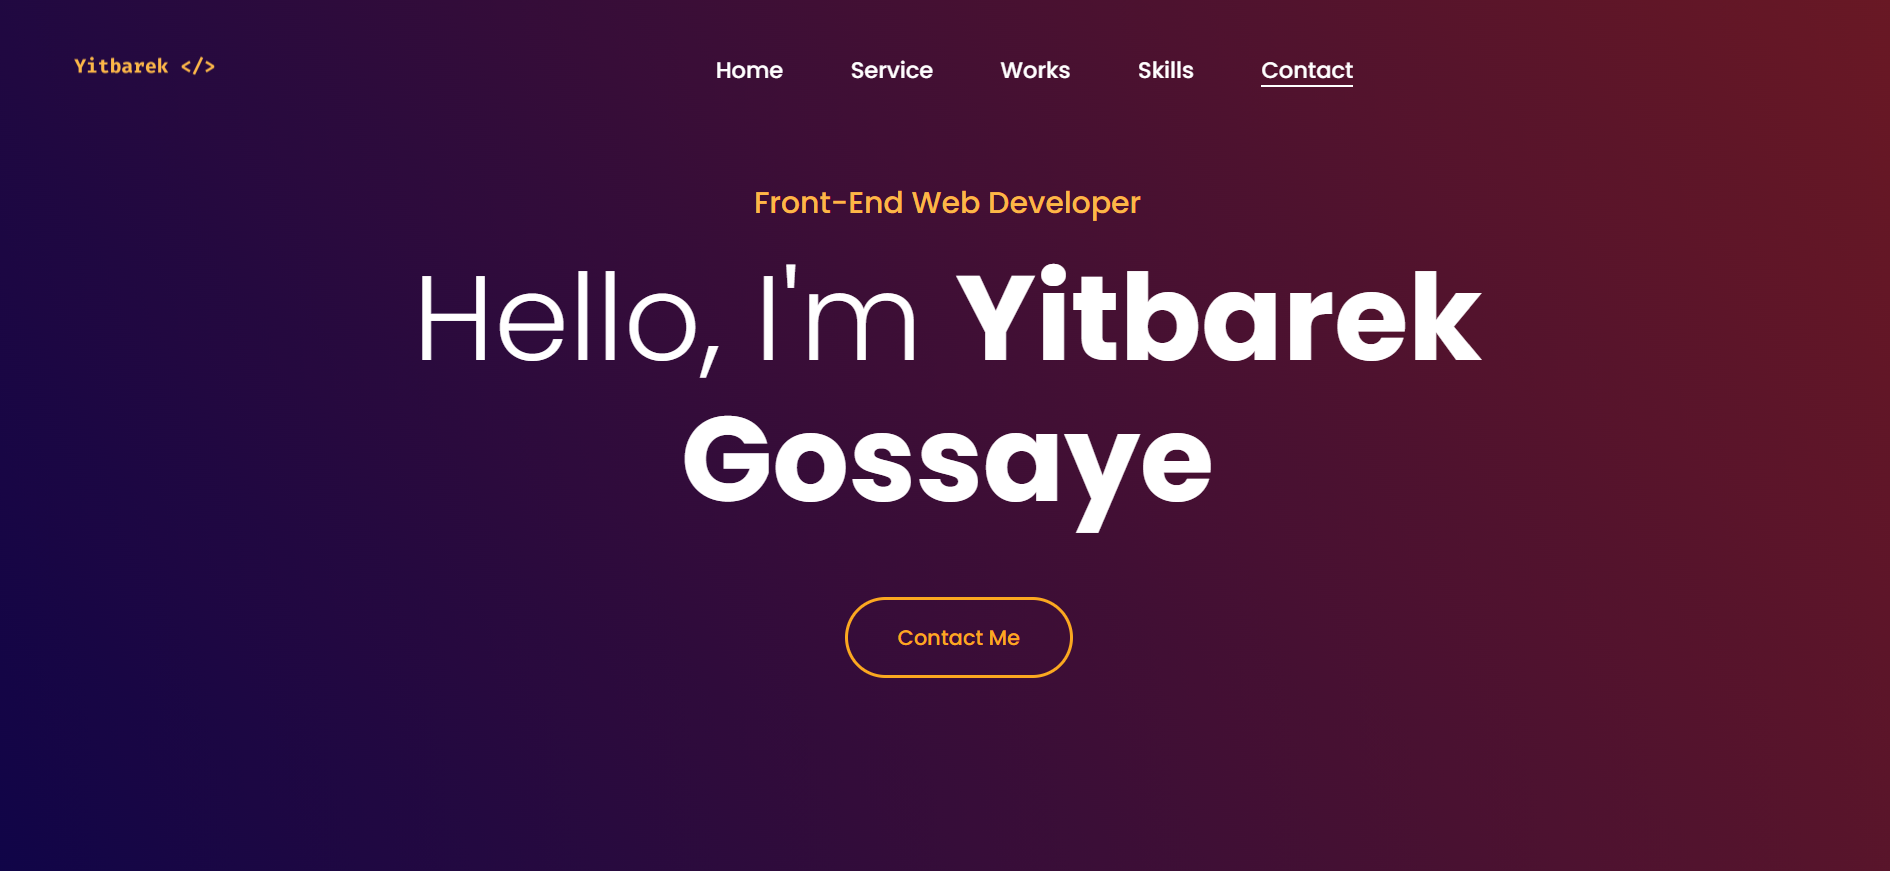 Yitbarek </>
Home Service Works Skills Contact
Front-End Web Developer
Hello, I'm Yitbarek
Gossaye
Contact Me